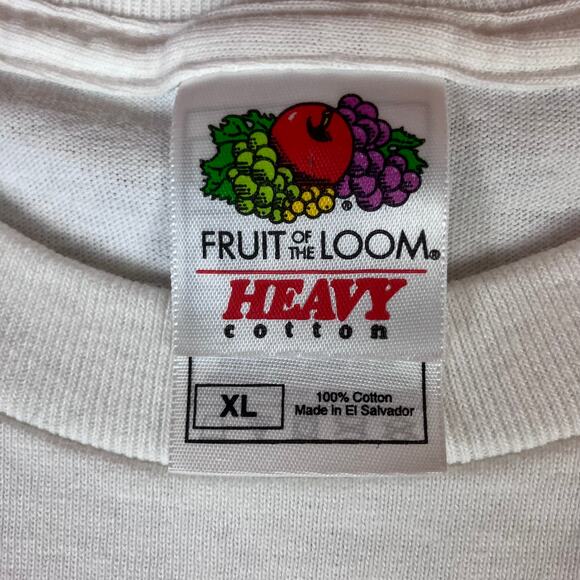 ®
FRUIT OF THE LOOM®
HEAVY
cotton
XL
100% Cotton
Made in El Salvador